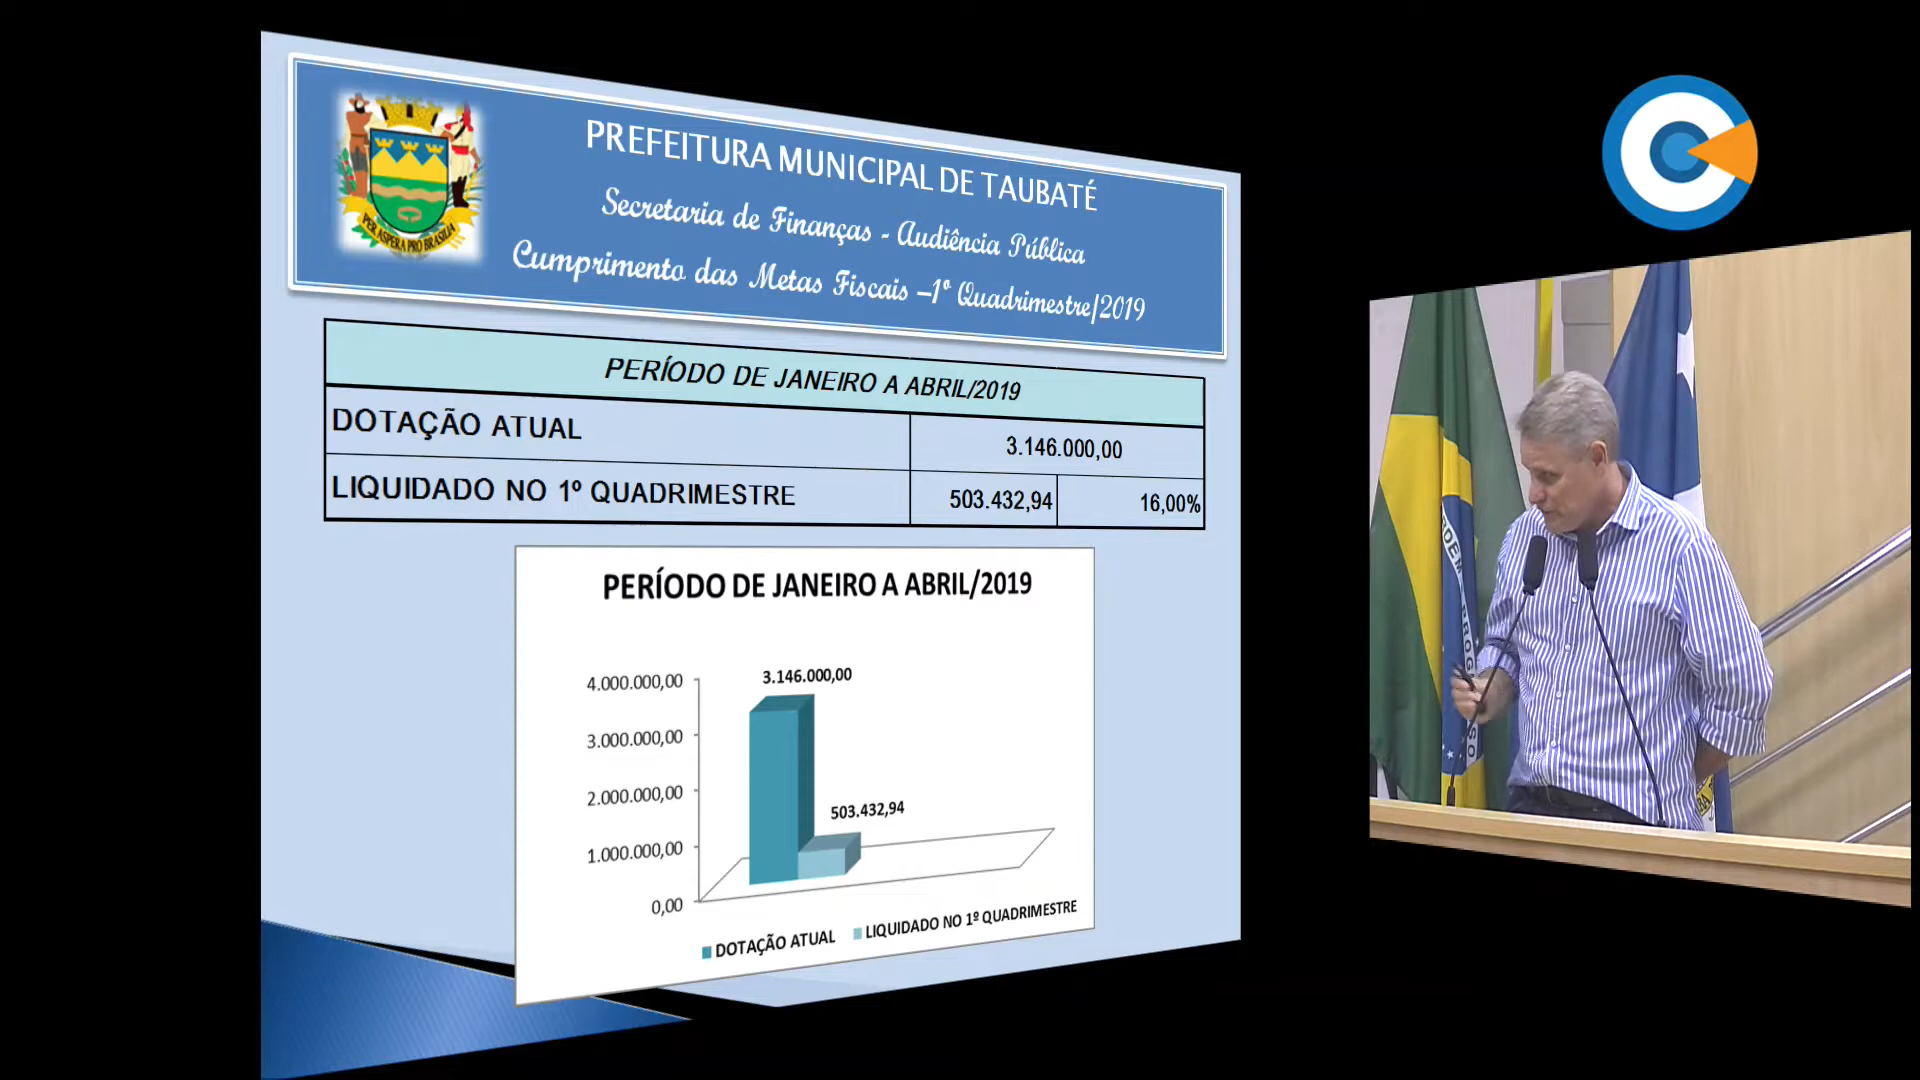 PREFEITURA MUNICIPAL DE TAUBATÉ
Secretaria de Finanças - Audiência Pública
Cumprimento das Metas Fiscais –1º Quadrimestre/2019
PER ASPERA PRO BRASILIA
PERÍODO DE JANEIRO A ABRIL/2019
DOTAÇÃO ATUAL 3.146.000,00
LIQUIDADO NO 1º QUADRIMESTRE 503.432,94 16,00%
PERÍODO DE JANEIRO A ABRIL/2019
4.000.000,00
3.000.000,00
2.000.000,00
1.000.000,00
0,00
3.146.000,00
503.432,94
DOTAÇÃO ATUAL LIQUIDADO NO 1º QUADRIMESTRE